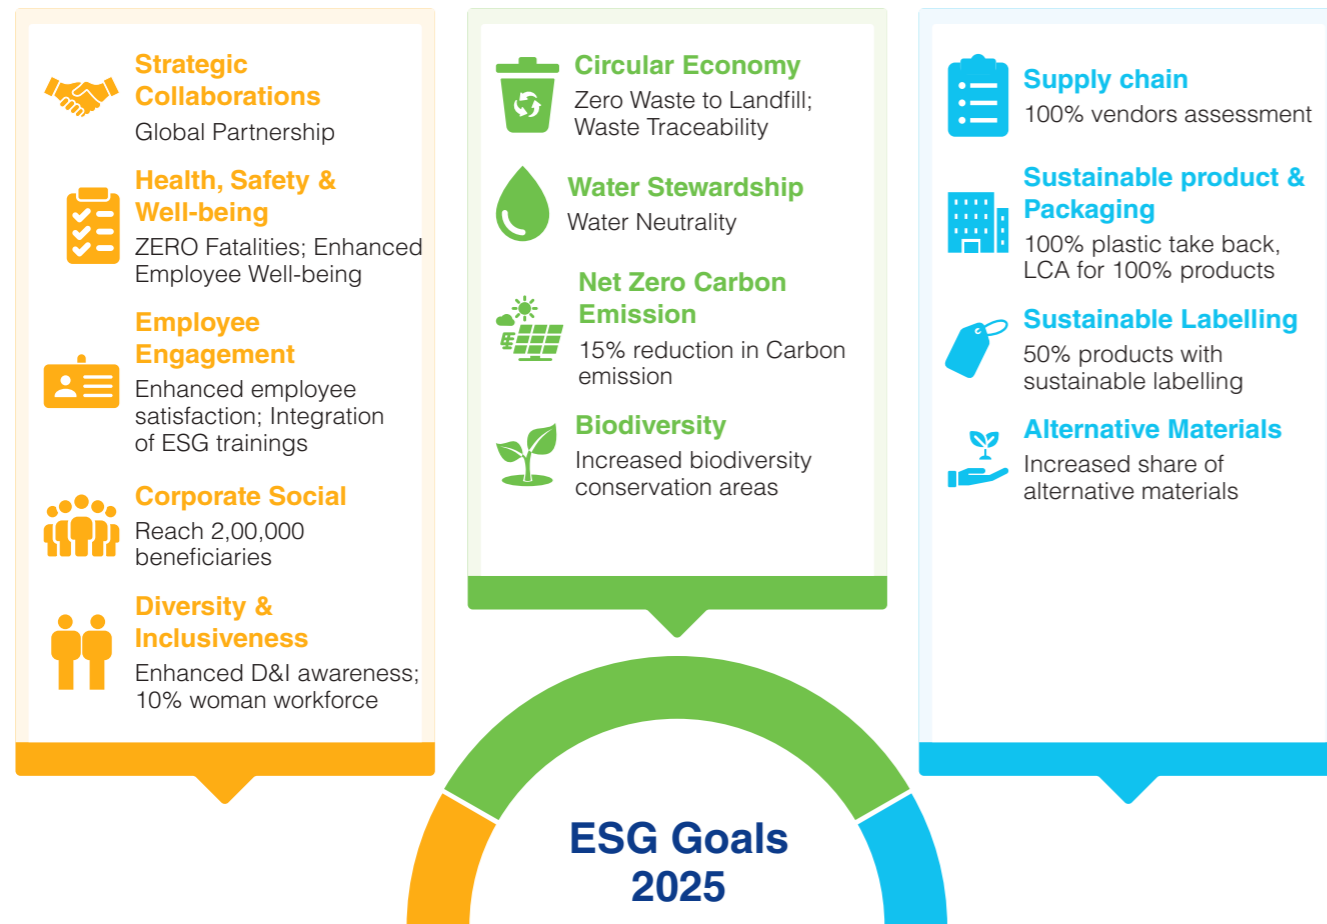 Strategic
Collaborations
Global Partnership
Health, Safety &
Well-being
ZERO Fatalities; Enhanced
Employee Well-being
Employee
Engagement
Enhanced employee
satisfaction; Integration
of ESG trainings
Corporate Social
Reach 2,00,000
beneficiaries
Diversity &
Inclusiveness
Enhanced D&I awareness;
10% woman workforce
Circular Economy
Zero Waste to Landfill;
Waste Traceability
Water Stewardship
Water Neutrality
Net Zero Carbon
Emission
15% reduction in Carbon
emission
Biodiversity
Increased biodiversity
conservation areas
Supply chain
100% vendors assessment
Sustainable product &
Packaging
100% plastic take back,
LCA for 100% products
Sustainable Labelling
50% products with
sustainable labelling
Alternative Materials
Increased share of
alternative materials
ESG Goals
2025